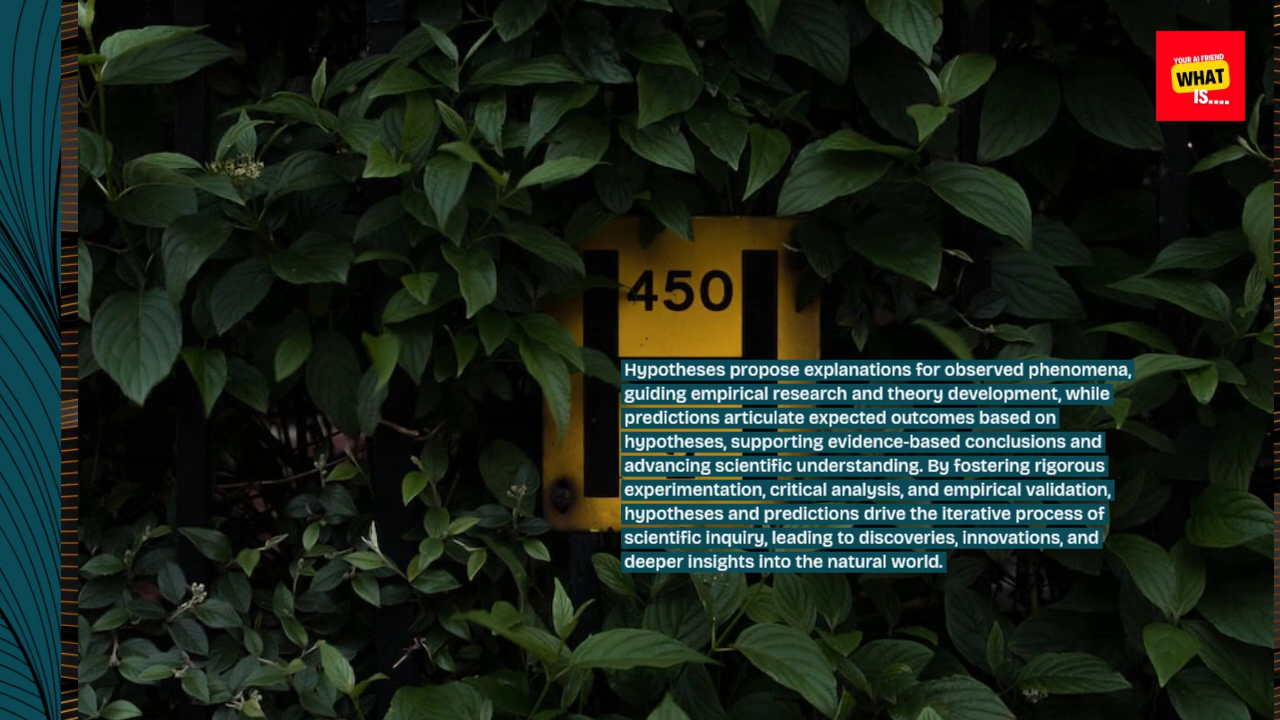 YOUR AI FRIEND
WHAT
IS....
450
Hypotheses propose explanations for observed phenomena,
guiding empirical research and theory development, while
predictions articulate expected outcomes based on
hypotheses, supporting evidence-based conclusions and
advancing scientific understanding. By fostering rigorous
experimentation, critical analysis, and empirical validation,
hypotheses and predictions drive the iterative process of
scientific inquiry, leading to discoveries, innovations, and
deeper insights into the natural world.